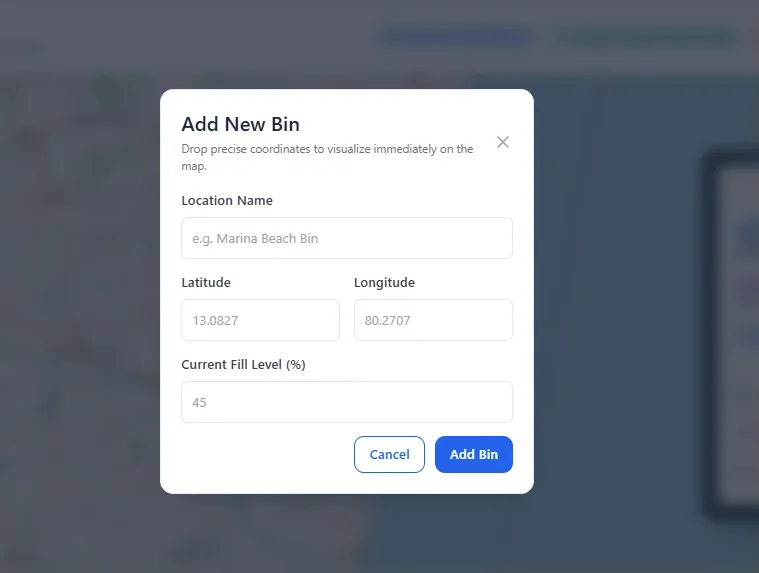 Add New Bin
Drop precise coordinates to visualize immediately on the
map.
Location Name
e.g. Marina Beach Bin
Latitude
Longitude
13.0827
80.2707
Current Fill Level (%)
45
Cancel
Add Bin